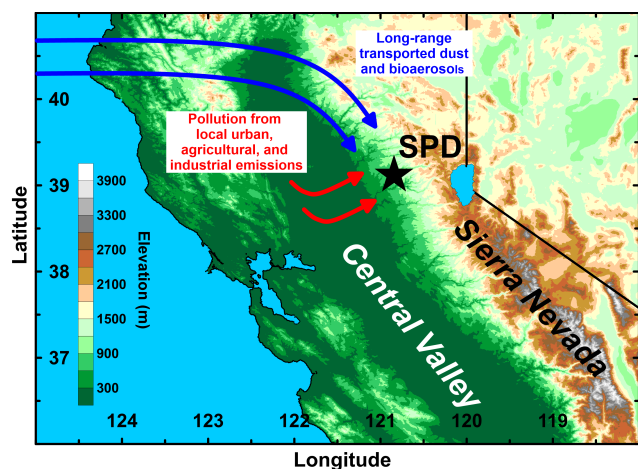 Long-range
transported dust
and bioaerosols
Pollution from
local urban,
agricultural, and
industrial emissions
SPD
Sierra Nevada
Central Valley
Latitude
40
39
38
37
Elevation (m)
3900
3300
2700
2100
1500
900
300
124
123
122
121
120
119
Longitude